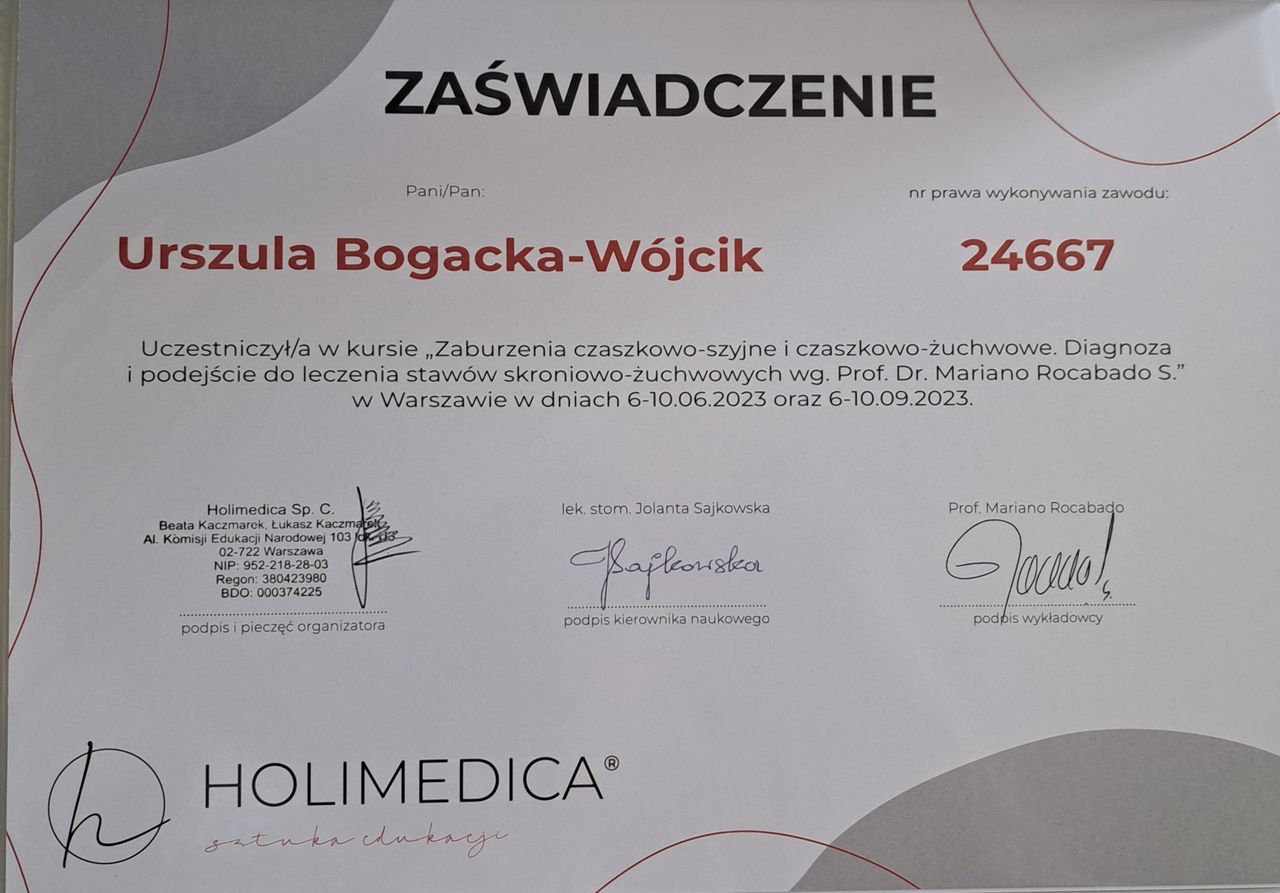 ZAŚWIADCZENIE
Pani/Pan:
nr prawa wykonywania zawodu:
Urszula Bogacka-Wójcik
24667
Uczestniczył/a w kursie „Zaburzenia czaszkowo-szyjne i czaszkowo-żuchwowe. Diagnoza
i podejście do leczenia stawów skroniowo-żuchwowych wg. Prof. Dr. Mariano Rocabado S.”
w Warszawie w dniach 6-10.06.2023 oraz 6-10.09.2023.
Holimedica Sp. C.
Beata Kaczmarek, Łukasz Kaczmarek
Al. Komisji Edukacji Narodowej 103
02-722 Warszawa
NIP: 952-218-28-03
Regon: 380423980
BDO: 000374225
podpis i pieczęć organizatora
lek. stom. Jolanta Sajkowska
JSajkowska
podpis kierownika naukowego
Prof. Mariano Rocabado
podpis wykładowcy
h HOLIMEDICA®
sztuka edukacji